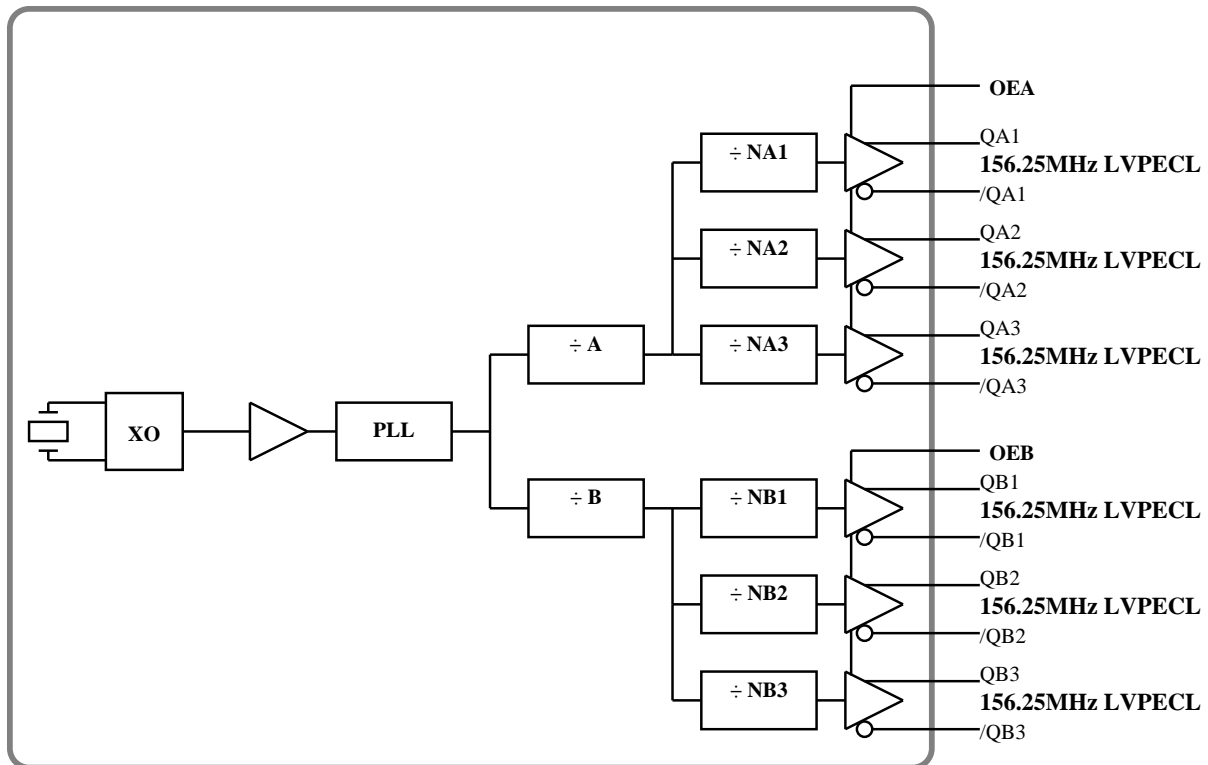 OEA
QA1
÷ NA1
156.25MHz LVPECL
/QA1
QA2
÷ NA2
156.25MHz LVPECL
/QA2
QA3
÷ A
÷ NA3
156.25MHz LVPECL
/QA3
XO
PLL
OEB
QB1
÷ B
÷ NB1
156.25MHz LVPECL
/QB1
QB2
÷ NB2
156.25MHz LVPECL
/QB2
QB3
÷ NB3
156.25MHz LVPECL
/QB3